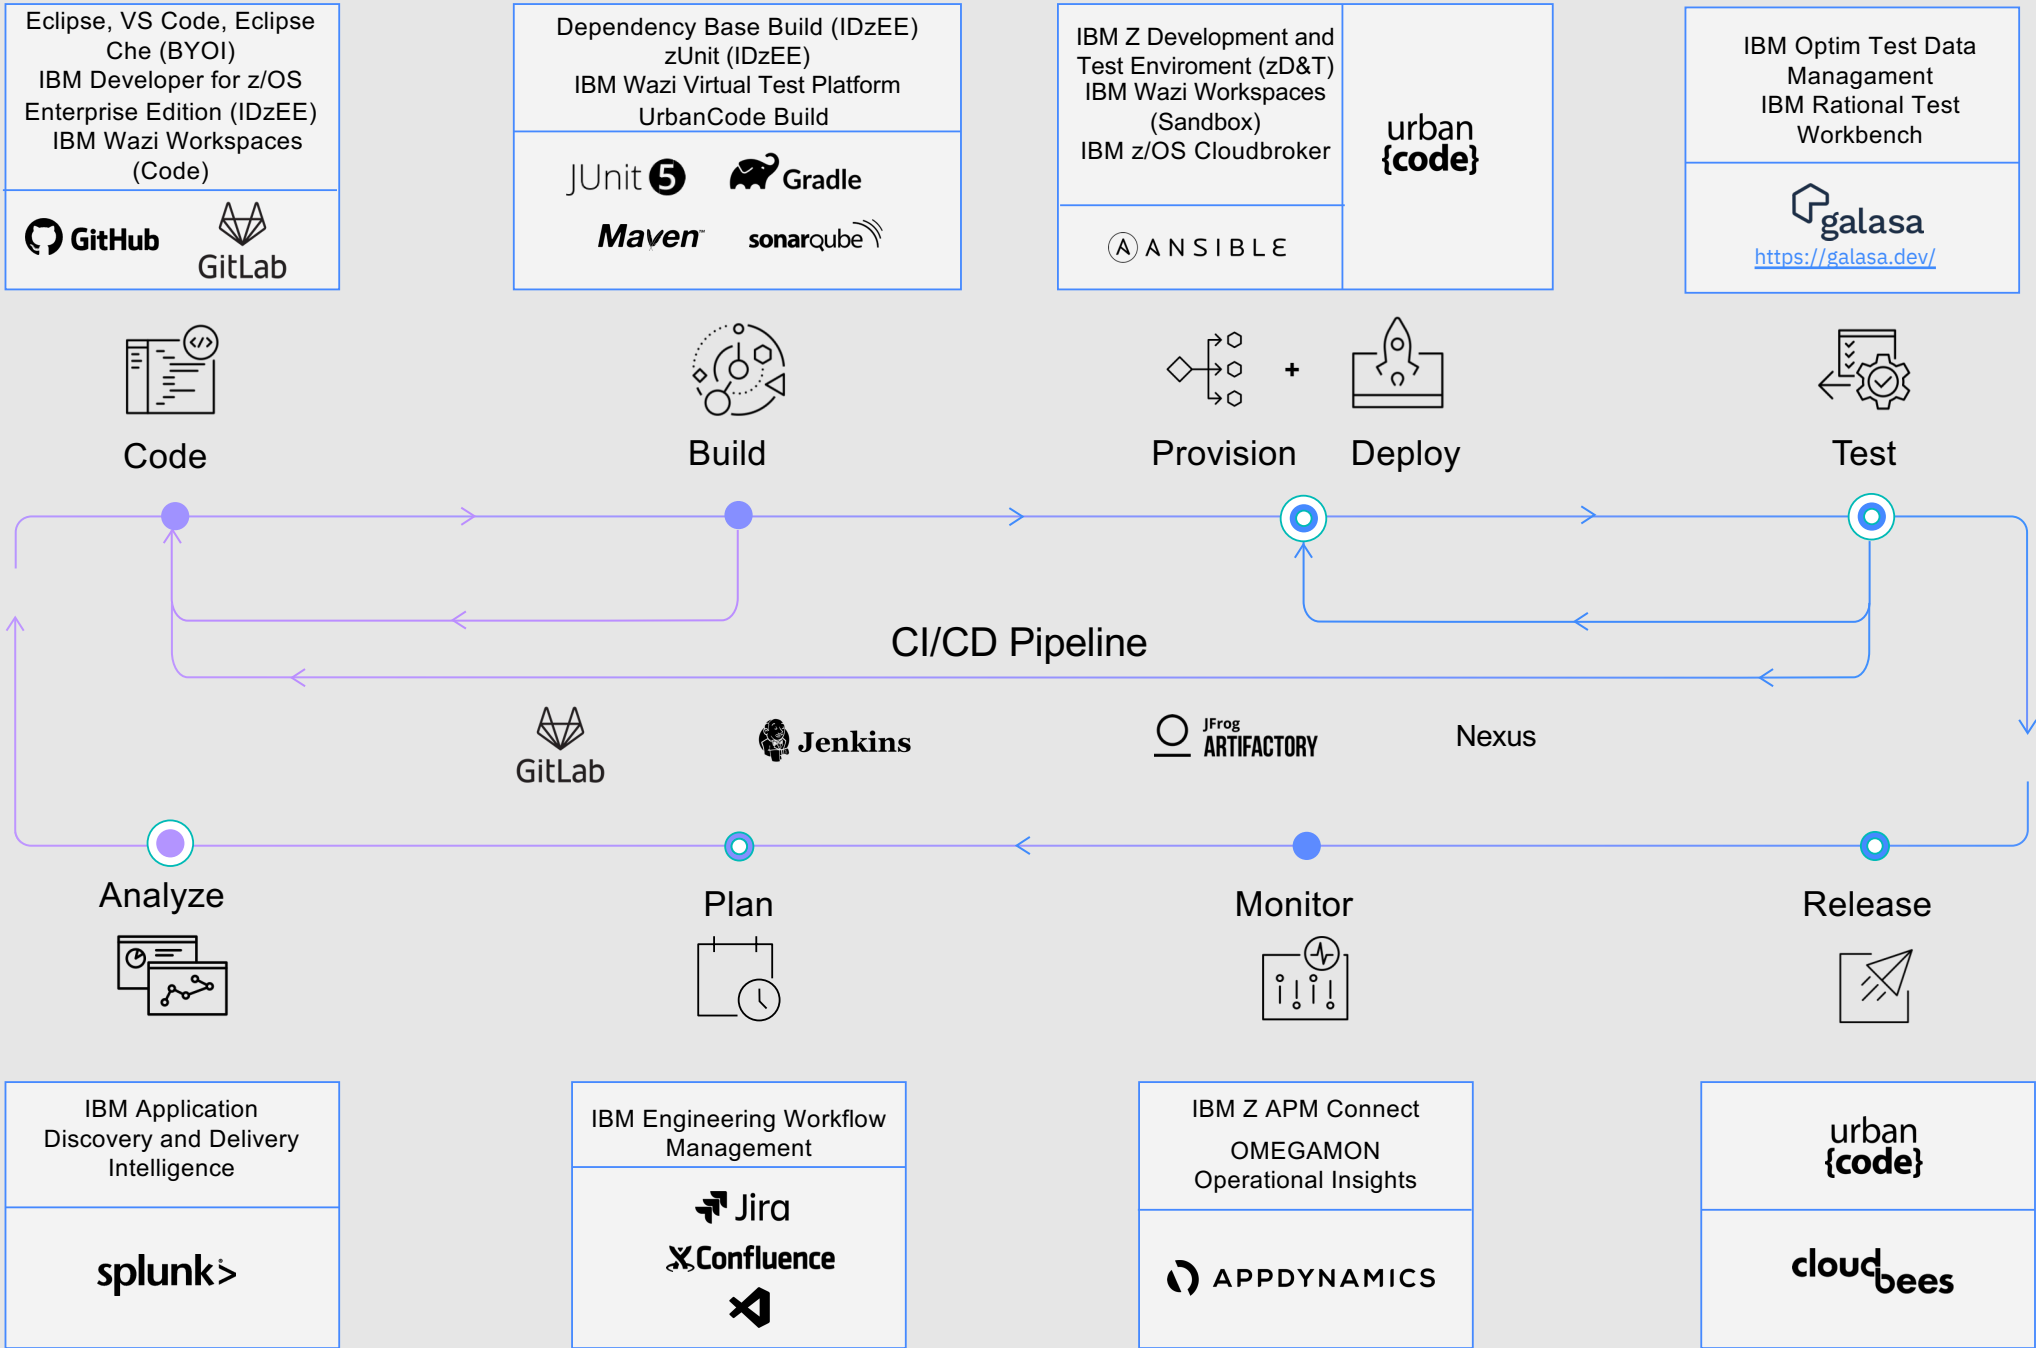 Eclipse, VS Code, Eclipse
Che (BYOI)
IBM Developer for z/OS
Enterprise Edition (IDzEE)
IBM Wazi Workspaces
(Code)
GitHub
GitLab
Dependency Base Build (IDzEE)
zUnit (IDzEE)
IBM Wazi Virtual Test Platform
UrbanCode Build
JUnit 5
Gradle
Maven™
sonarqube
IBM Z Development and
Test Enviroment (zD&T)
IBM Wazi Workspaces
(Sandbox)
IBM z/OS Cloudbroker
A ANSIBLE
urban
{code}
IBM Optim Test Data
Managament
IBM Rational Test
Workbench
galasa
https://galasa.dev/
</>
+
Code
Build
Provision
Deploy
Test
CI/CD Pipeline
GitLab
Jenkins
JFrog
ARTIFACTORY
Nexus
Analyze
Plan
Monitor
Release
IBM Application
Discovery and Delivery
Intelligence
splunk>
IBM Engineering Workflow
Management
Jira
Confluence
IBM Z APM Connect
OMEGAMON
Operational Insights
APPDYNAMICS
urban
{code}
cloudbees